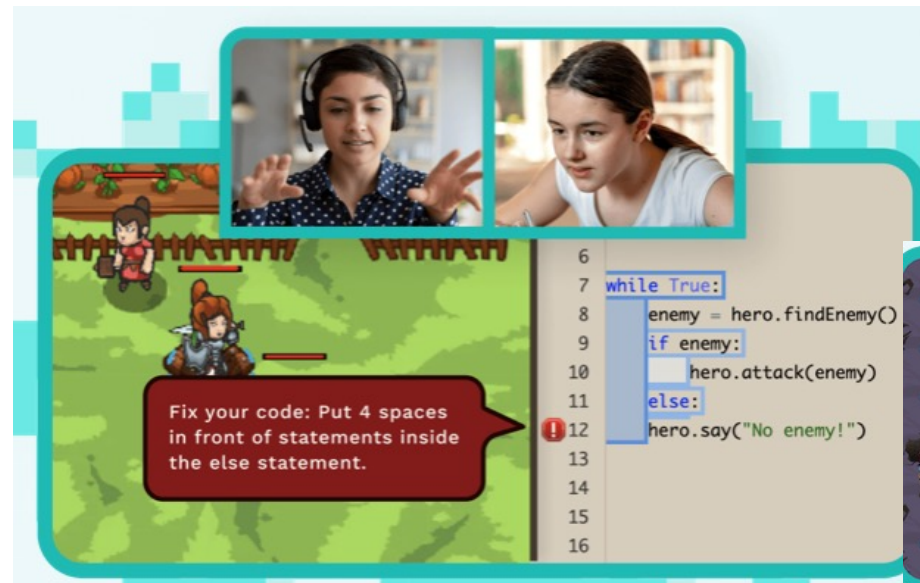 6
7 while True:
8 enemy = hero.findEnemy()
9 if enemy:
10 hero.attack(enemy)
11 else:
12 hero.say("No enemy!")
13
14
15
16
Fix your code: Put 4 spaces
in front of statements inside
the else statement.